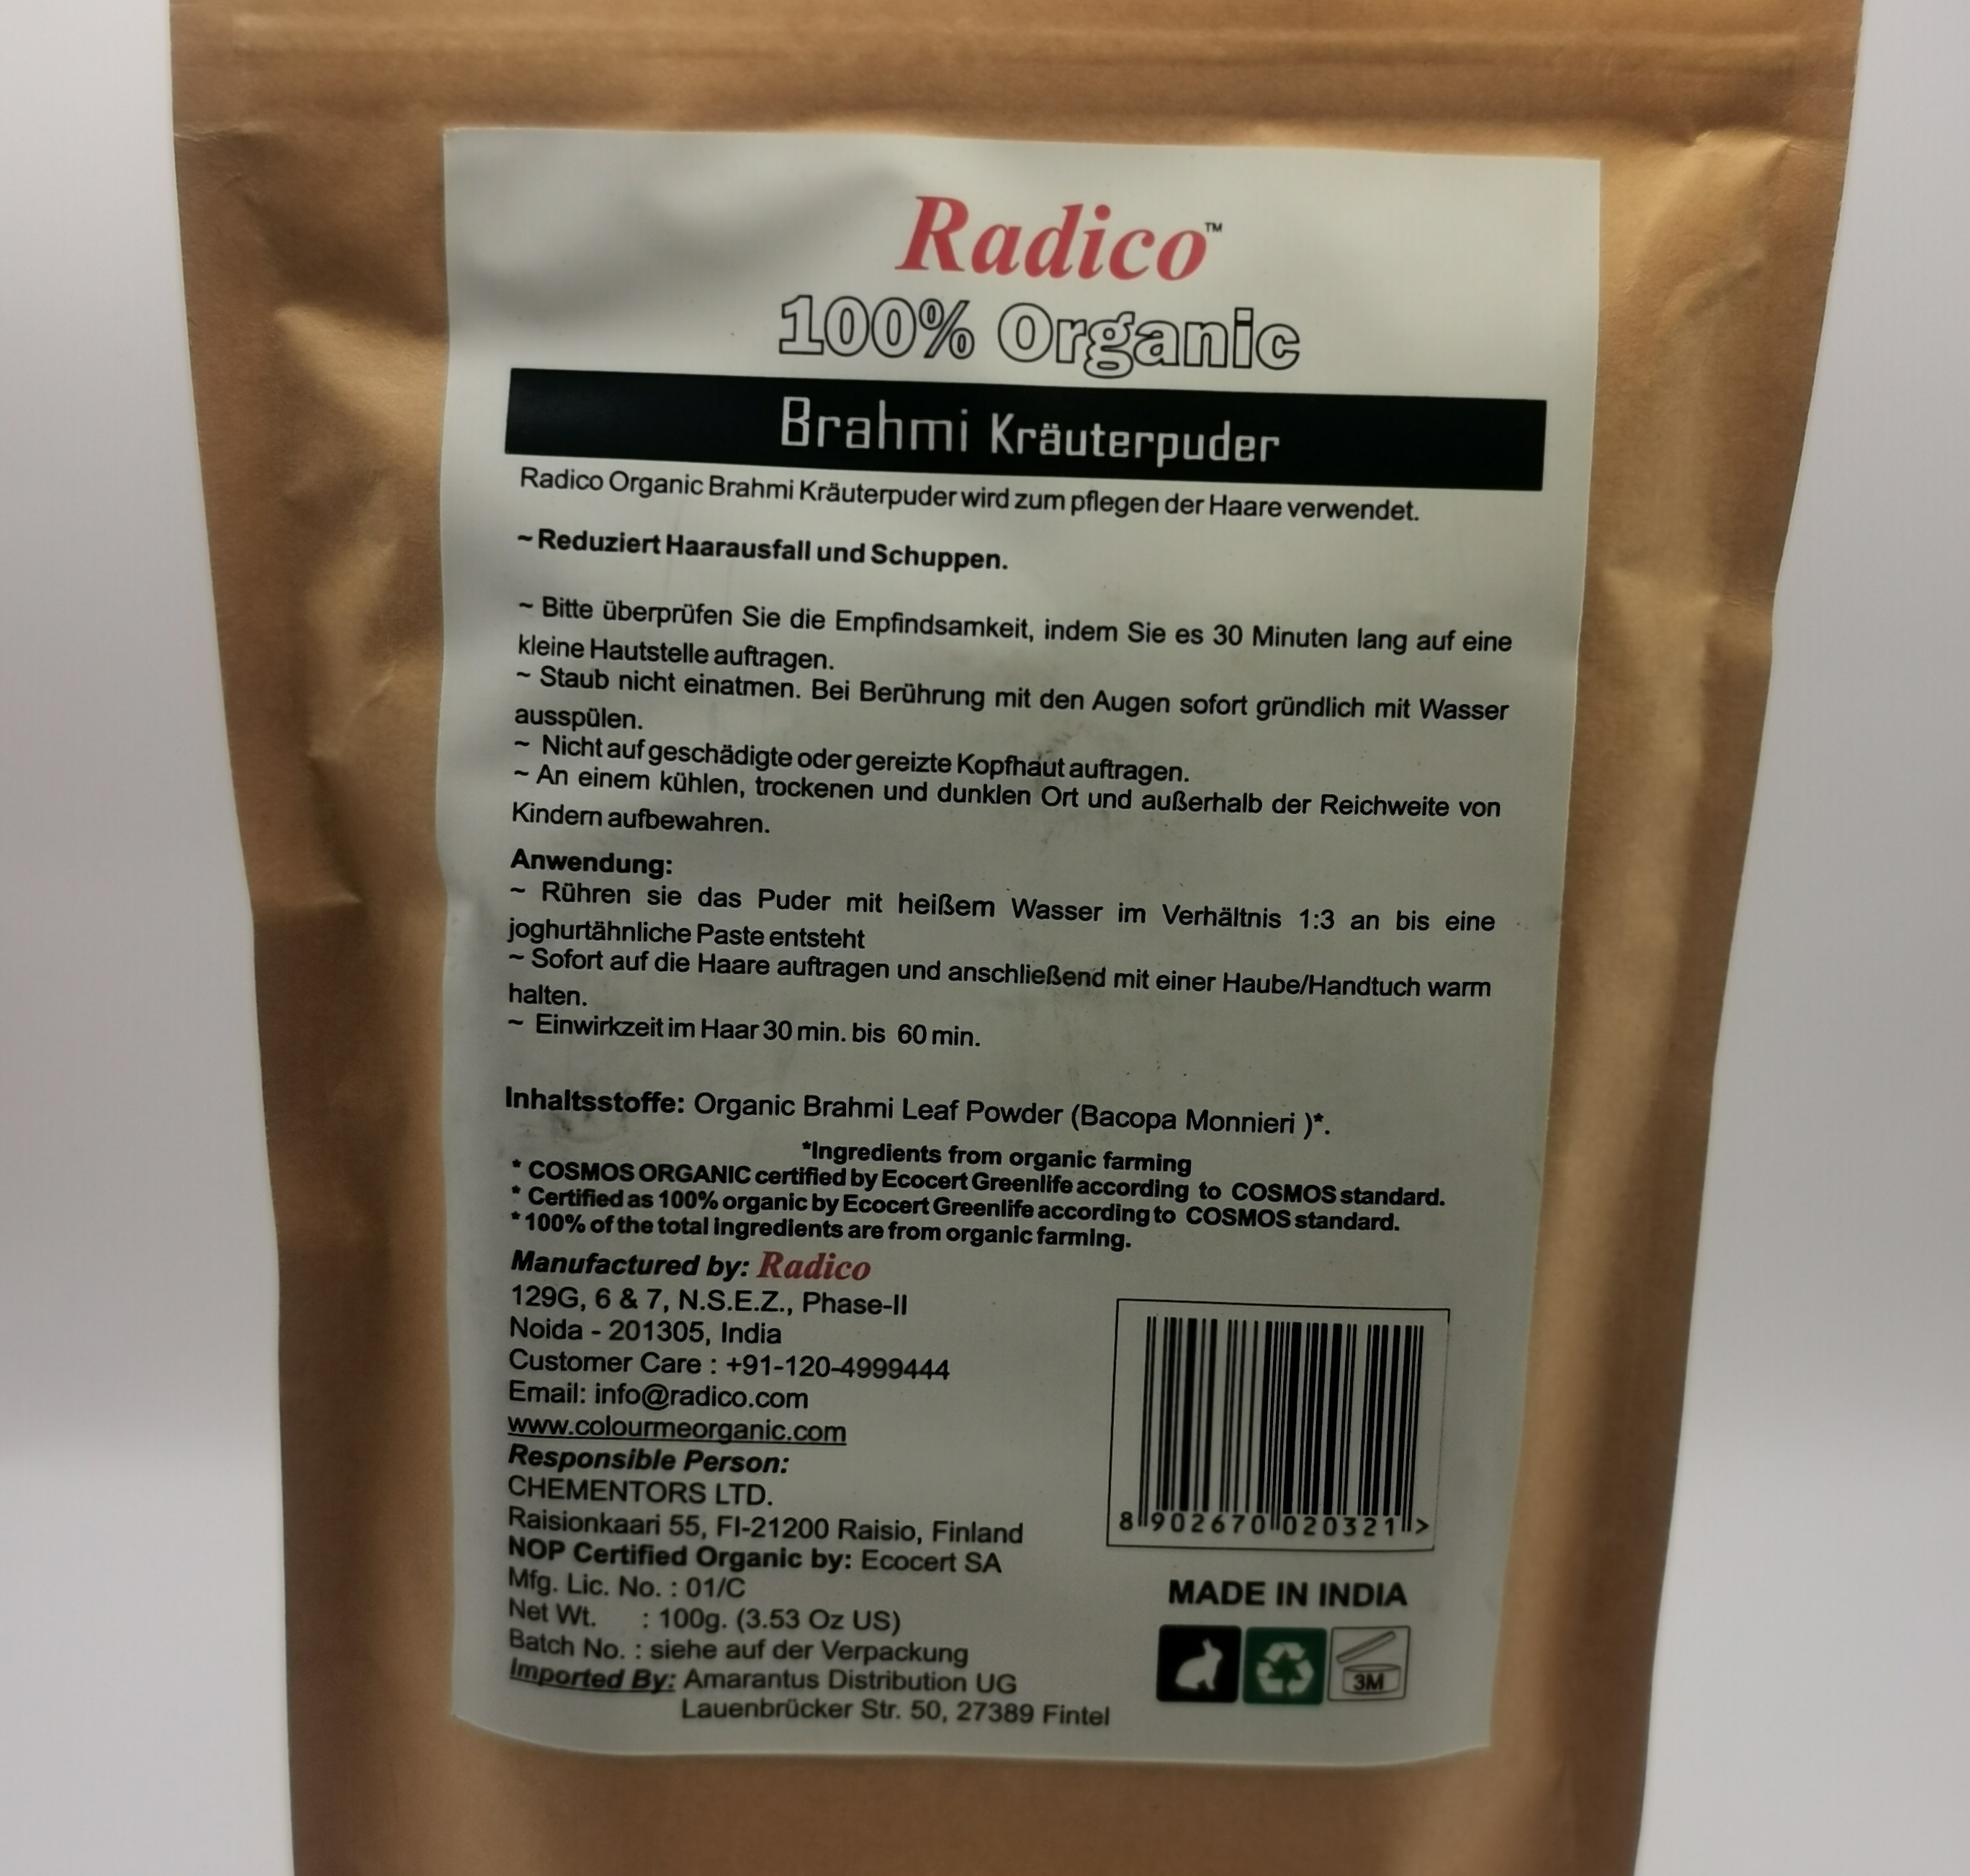 Radico™
100% Organic
Brahmi Kräuterpuder
Radico Organic Brahmi Kräuterpuder wird zum pflegen der Haare verwendet.
~ Reduziert Haarausfall und Schuppen.
~ Bitte überprüfen Sie die Empfindsamkeit, indem Sie es 30 Minuten lang auf eine
kleine Hautstelle auftragen.
~ Staub nicht einatmen. Bei Berührung mit den Augen sofort gründlich mit Wasser
ausspülen.
~ Nicht auf geschädigte oder gereizte Kopfhaut auftragen.
~ An einem kühlen, trockenen und dunklen Ort und außerhalb der Reichweite von
Kindern aufbewahren.
Anwendung:
~ Rühren sie das Puder mit heißem Wasser im Verhältnis 1:3 an bis eine
joghurtähnliche Paste entsteht
~ Sofort auf die Haare auftragen und anschließend mit einer Haube/Handtuch warm
halten.
~ Einwirkzeit im Haar 30 min. bis 60 min.
Inhaltsstoffe: Organic Brahmi Leaf Powder (Bacopa Monnieri )*.
*Ingredients from organic farming
* COSMOS ORGANIC certified by Ecocert Greenlife according to COSMOS standard.
* Certified as 100% organic by Ecocert Greenlife according to COSMOS standard.
* 100% of the total ingredients are from organic farming.
Manufactured by: Radico
129G, 6 & 7, N.S.E.Z., Phase-II
Noida - 201305, India
Customer Care : +91-120-4999444
Email: info@radico.com
www.colourmeorganic.com
Responsible Person:
CHEMENTORS LTD.
Raisionkaari 55, FI-21200 Raisio, Finland
NOP Certified Organic by: Ecocert SA
Mfg. Lic. No. : 01/C
Net Wt. : 100g. (3.53 Oz US)
Batch No. : siehe auf der Verpackung
Imported By: Amarantus Distribution UG
Lauenbrücker Str. 50, 27389 Fintel
8 902670 020321 >
MADE IN INDIA
3M